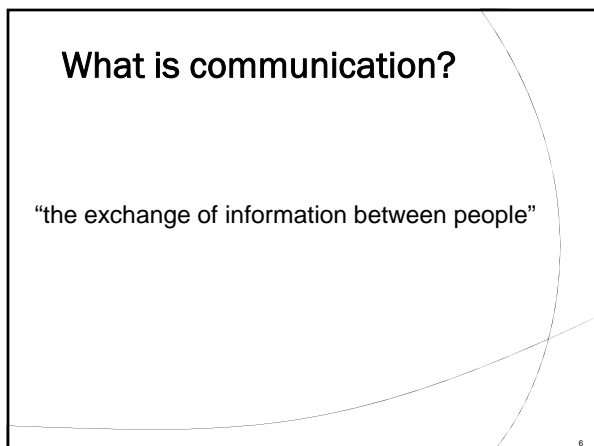 What is communication?
“the exchange of information between people”
6